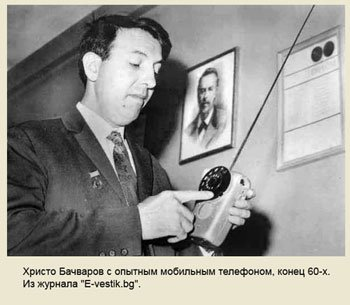 Христо Бачваров с опытным мобильным телефоном, конец 60-х.
Из журнала "E-vestik.bg".